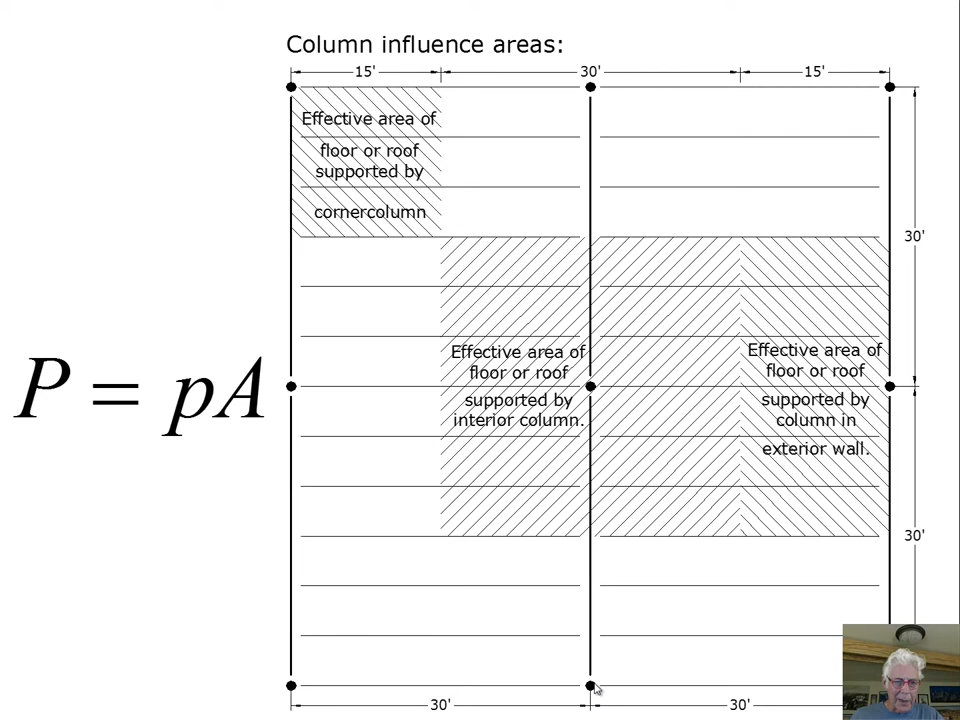 Column influence areas:
15'
30'
15'
Effective area of
floor or roof
supported by
cornercolumn
30'
P = pA
Effective area of
floor or roof
supported by
interior column.
Effective area of
floor or roof
supported by
column in
exterior wall.
30'
30'
30'